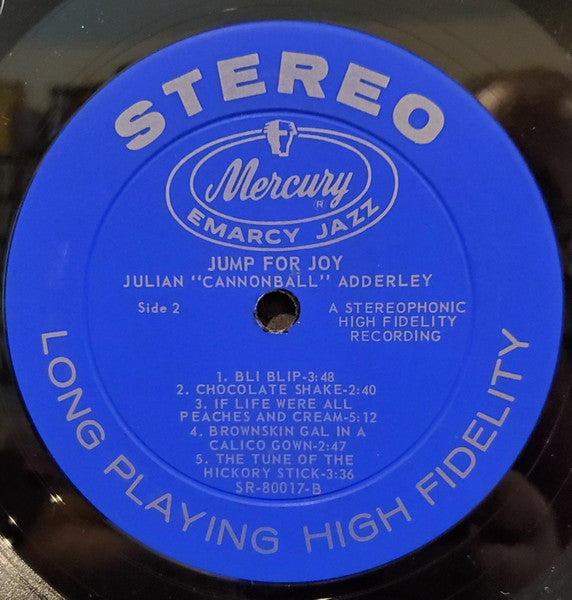 STEREO
Mercury
R
EMARCY JAZZ
JUMP FOR JOY
JULIAN "CANNONBALL" ADDERLEY
Side 2
A STEREOPHONIC
HIGH FIDELITY
RECORDING
1. BLI BLIP-3:48
2. CHOCOLATE SHAKE-2:40
3. IF LIFE WERE ALL
PEACHES AND CREAM-5:12
4. BROWNSKIN GAL IN A
CALICO GOWN-2:47
5. THE TUNE OF THE
HICKORY STICK-3:36
SR-80017-B
LONG PLAYING HIGH FIDELITY